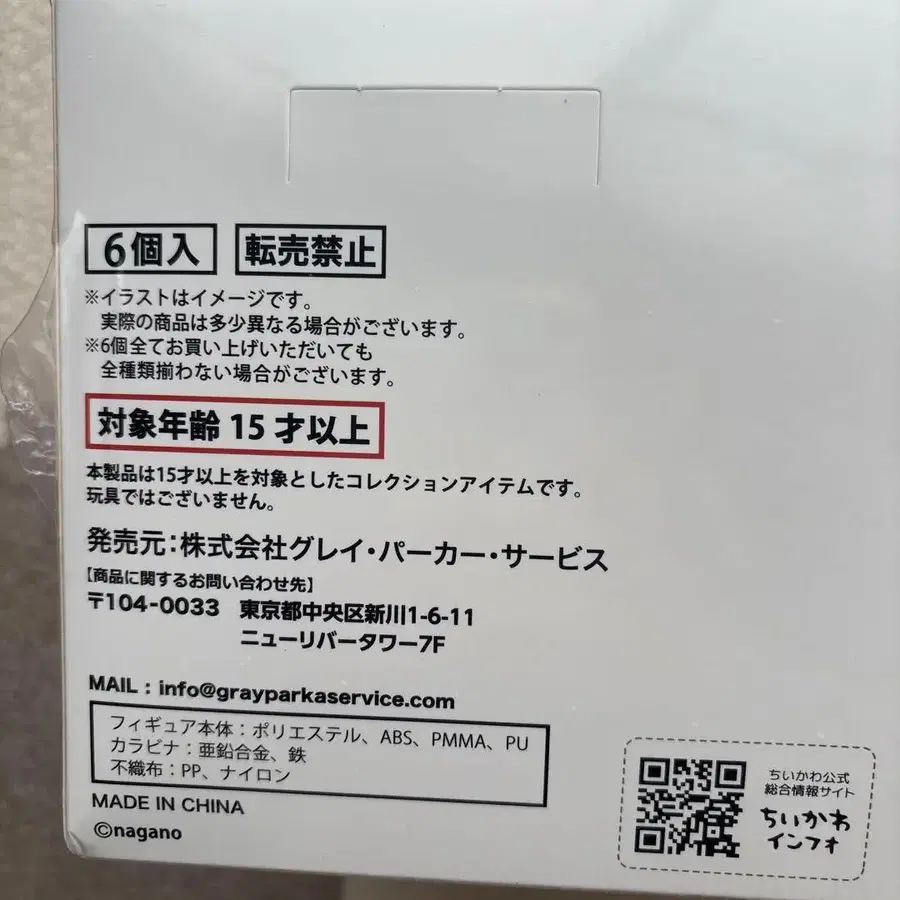 6個入 転売禁止
※イラストはイメージです。
実際の商品は多少異なる場合がございます。
※6個全てお買い上げいただいても
全種類揃わない場合がございます。
対象年齢 15 才以上
本製品は15才以上を対象としたコレクションアイテムです。
玩具ではございません。
発売元：株式会社グレイ・パーカー・サービス
【商品に関するお問い合わせ先】
〒104-0033 東京都中央区新川1-6-11
ニューリバータワー7F
MAIL : info@grayparkaservice.com
フィギュア本体：ポリエステル、ABS、PMMA、PU
カラビナ：亜鉛合金、鉄
不織布：PP、ナイロン
MADE IN CHINA
©nagano
ちいかわ公式
総合情報サイト
ちいかわ
インフォ